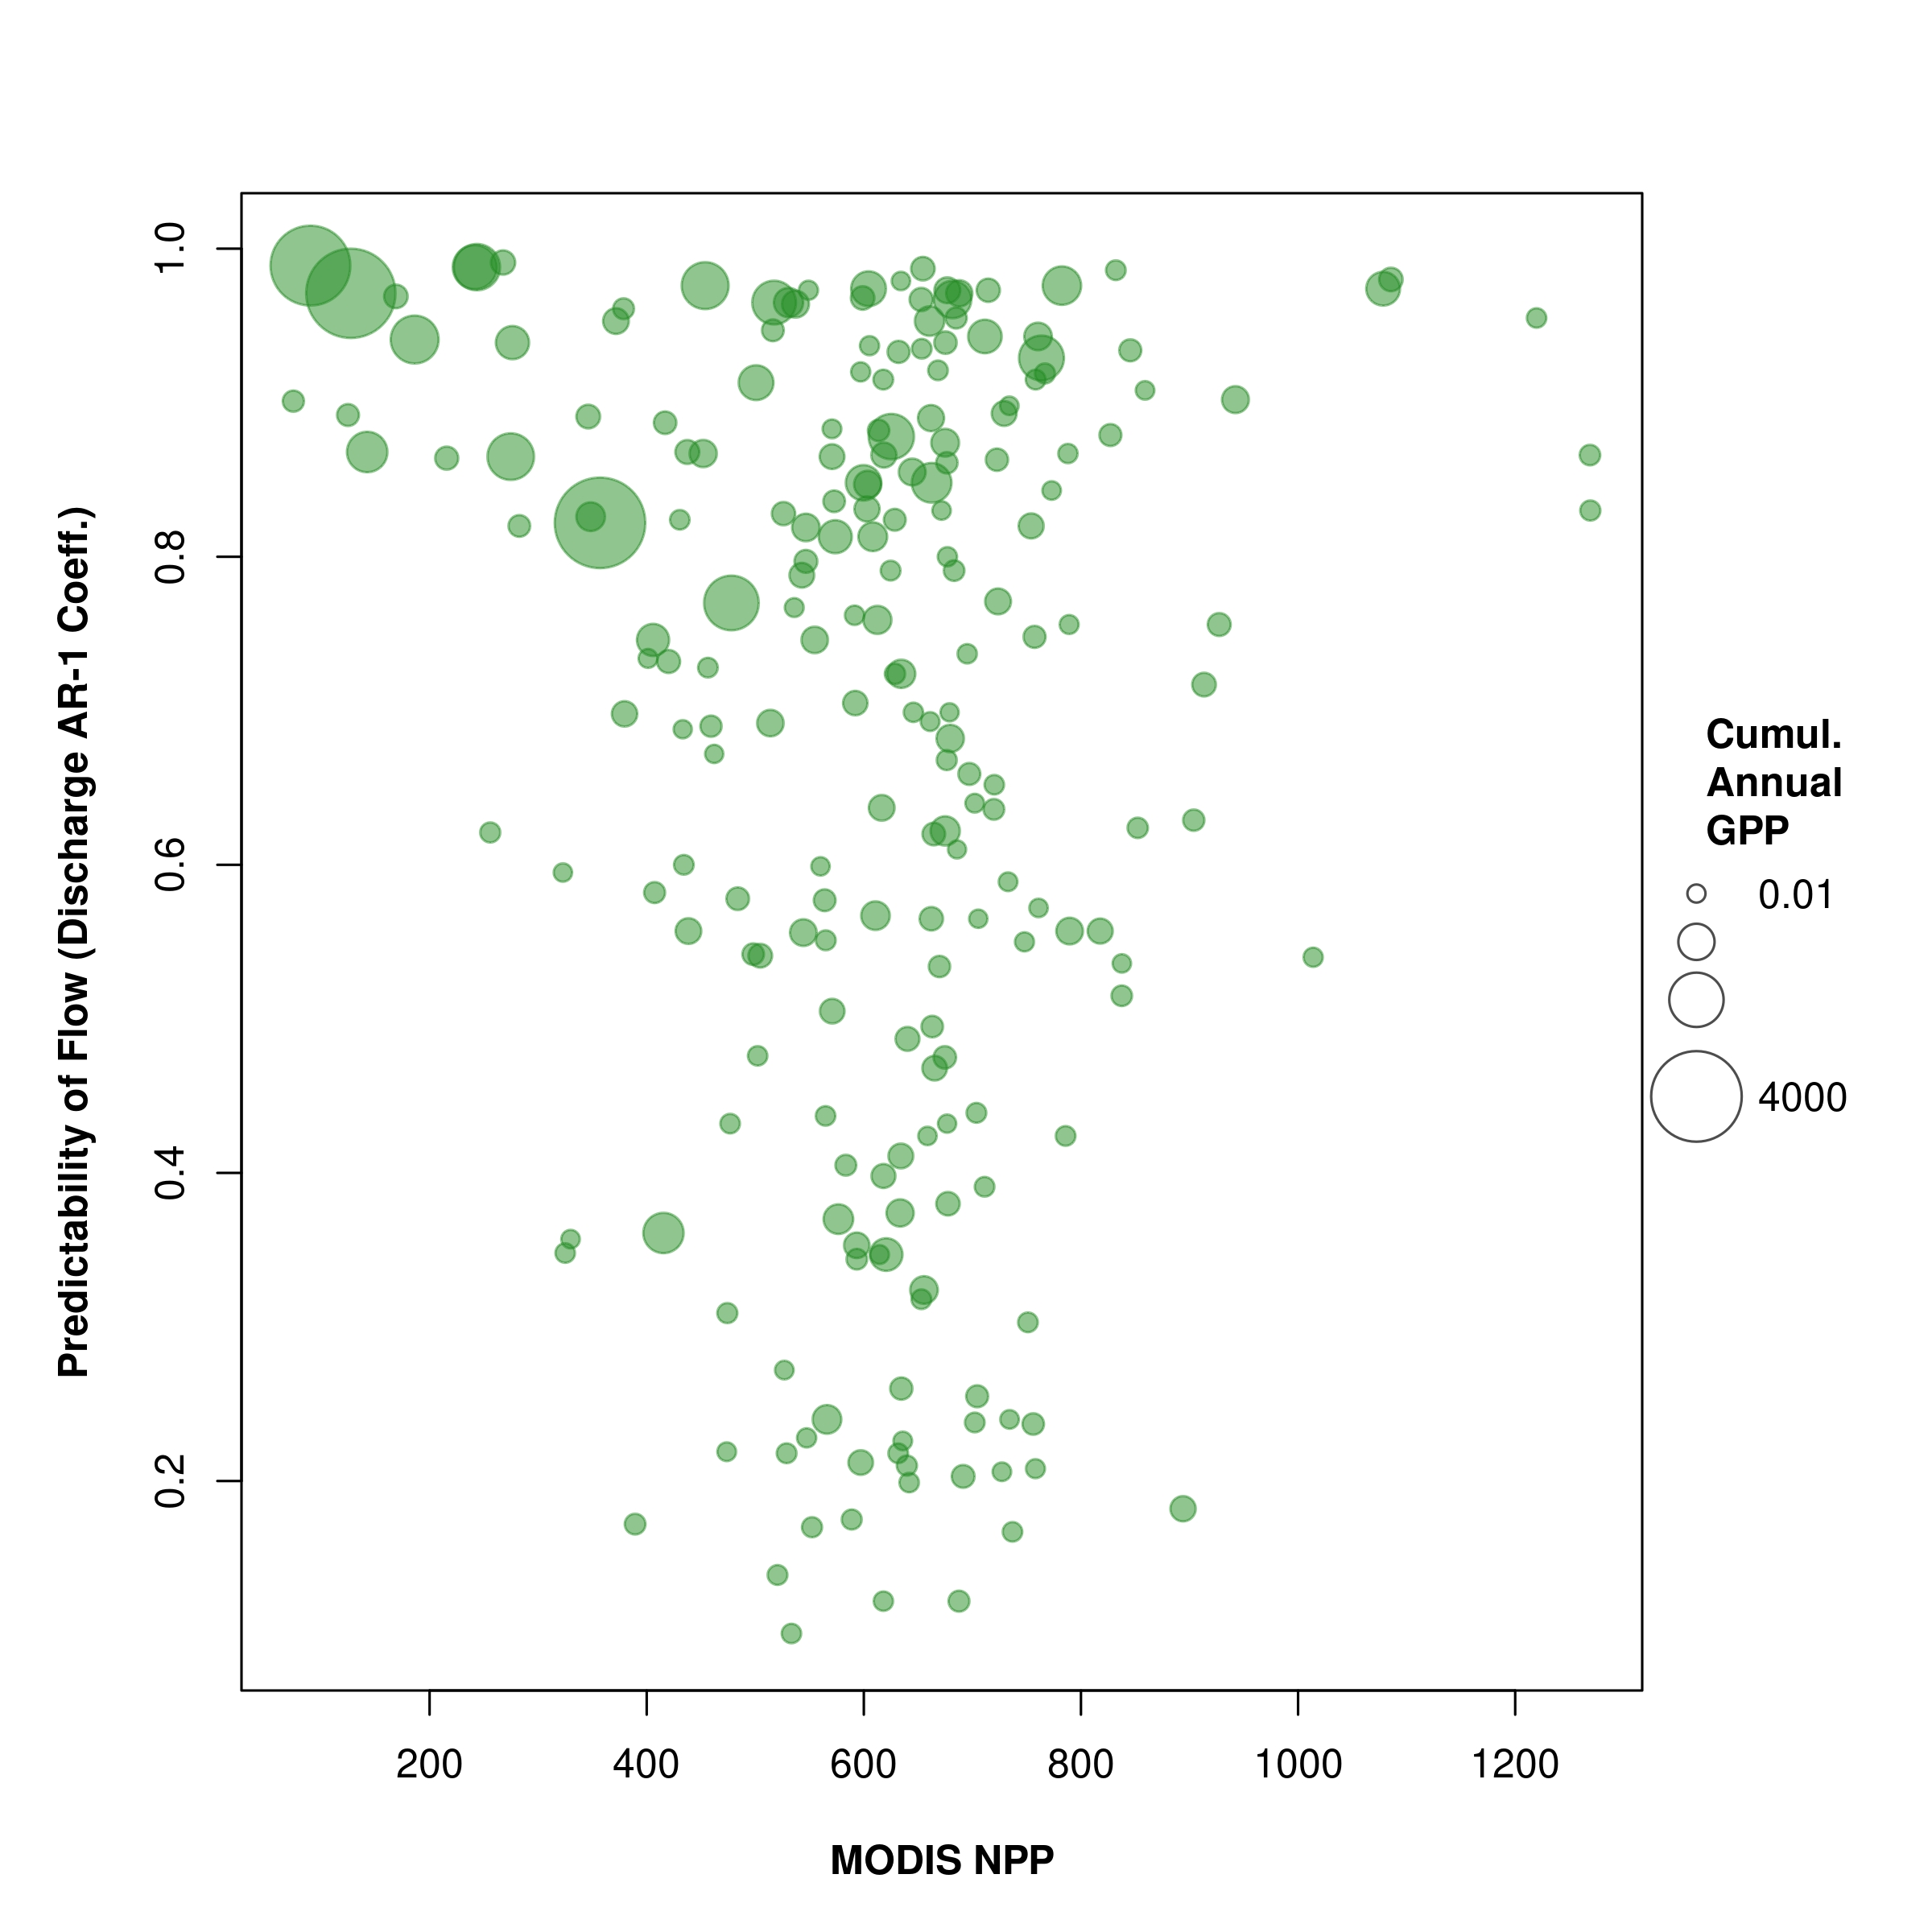 Predictability of Flow (Discharge AR-1 Coeff.)
1.0
0.8
0.6
0.4
0.2
200 400 600 800 1000 1200
MODIS NPP
Cumul.
Annual
GPP
0.01
4000